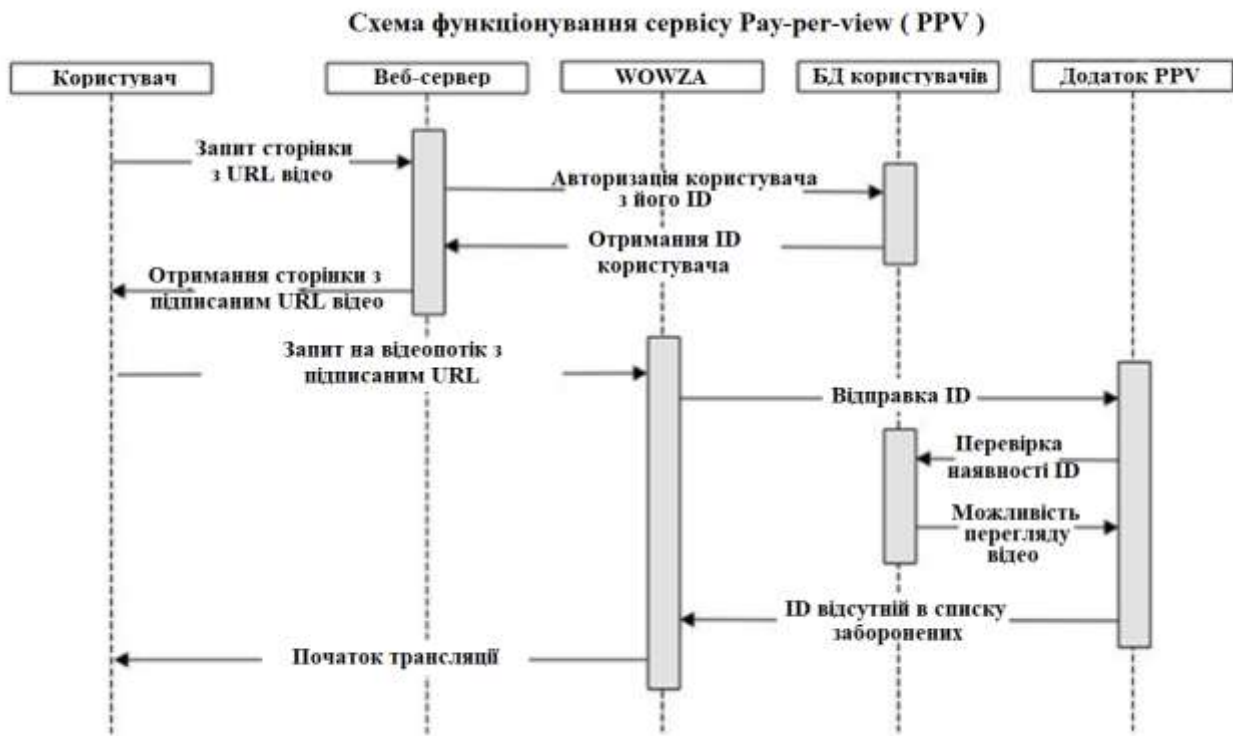 Схема функціонування сервісу Pay-per-view ( PPV )
Користувач
Веб-сервер
WOWZA
БД користувачів
Додаток PPV
Запит сторінки
з URL відео
Авторизація користувача
з його ID
Отримання ID
користувача
Отримання сторінки з
підписаним URL відео
Запит на відеопотік з
підписаним URL
Відправка ID
Перевірка
наявності ID
Можливість
перегляду
відео
ID відсутній в списку
заборонених
Початок трансляції